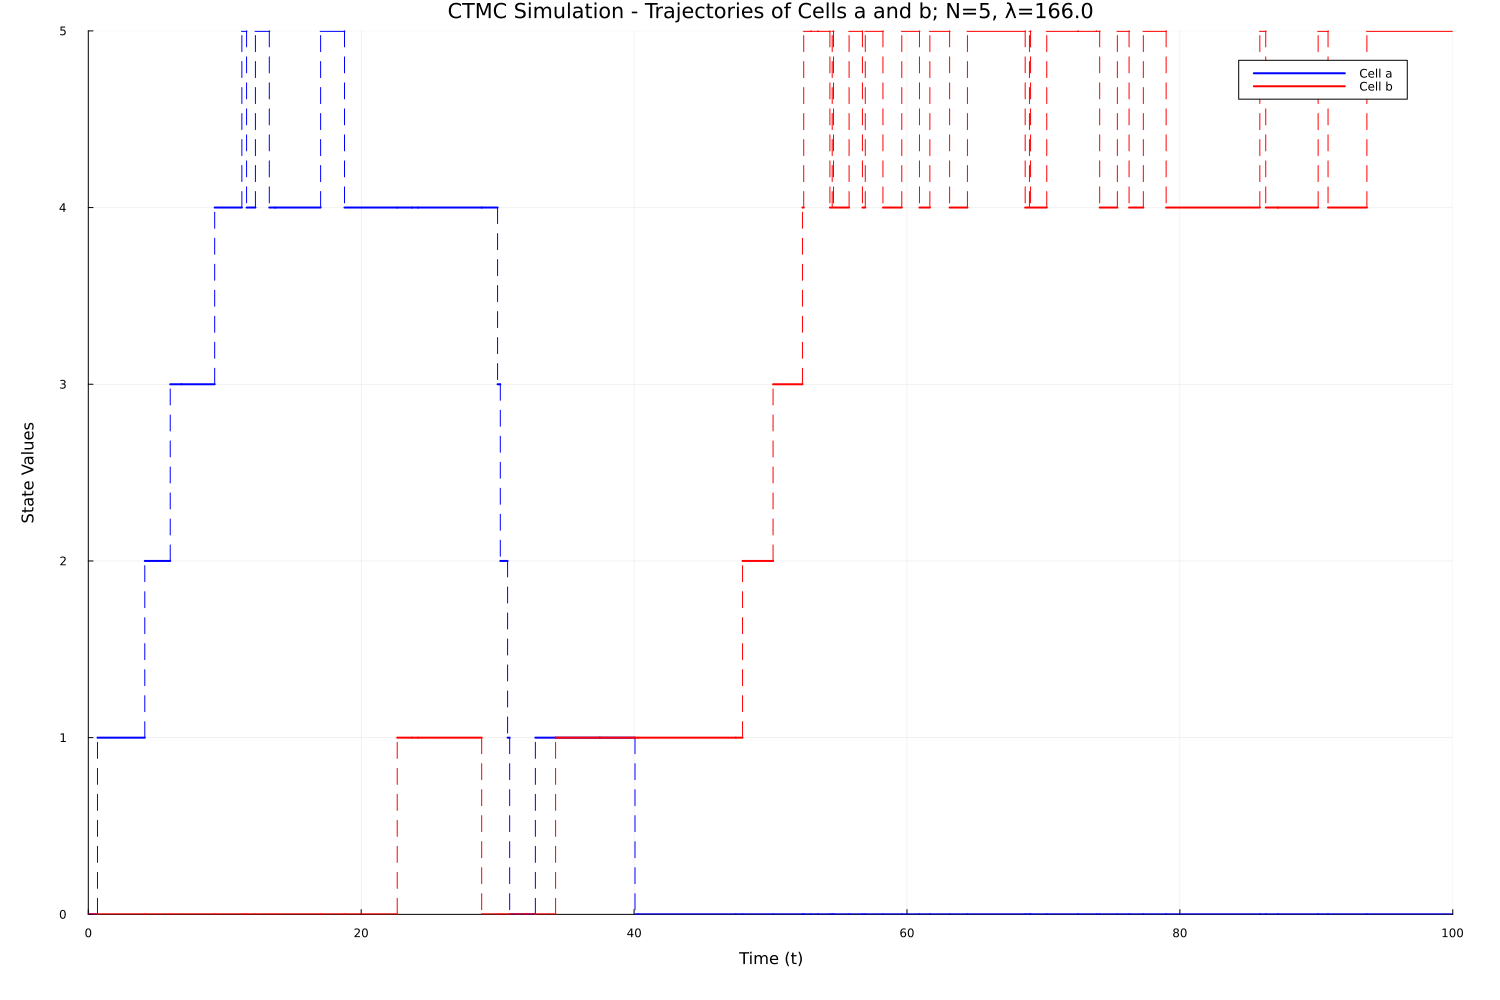 CTMC Simulation - Trajectories of Cells a and b; N=5, λ=166.0
5
Cell a
Cell b
4
3
State Values
2
1
0
0 20 40 60 80 100
Time (t)